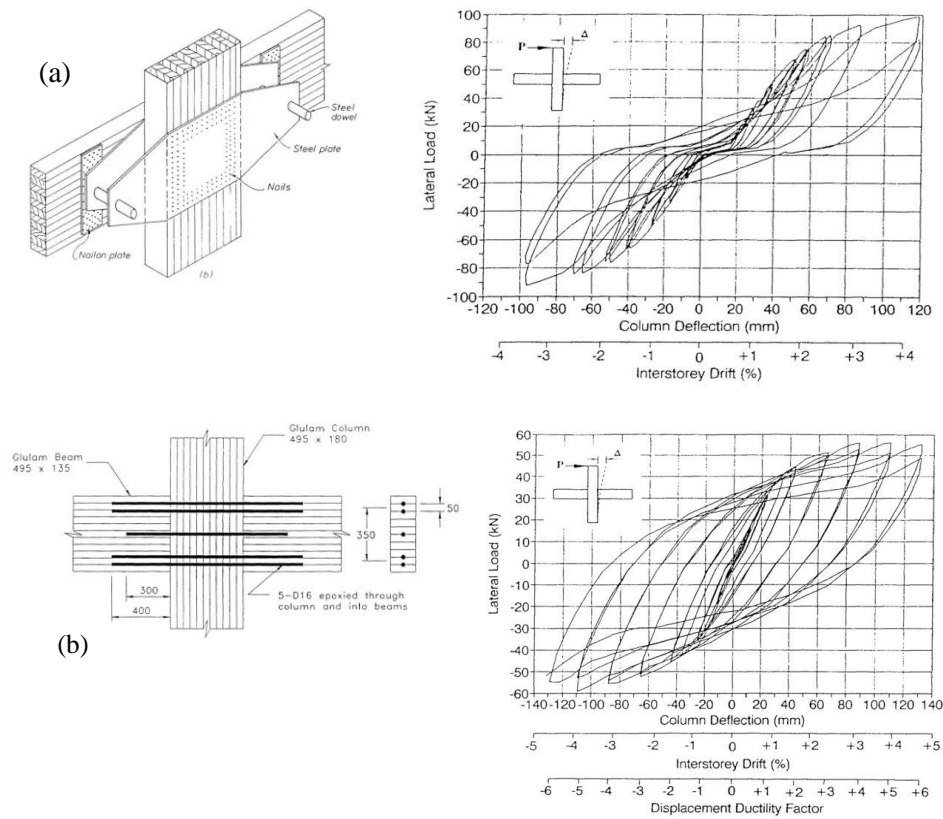 (a)
Steel
dowel
Steel plate
Nails
Nailon plate
(b)
P
Δ
Lateral Load (kN)
100
80
60
40
20
0
-20
-40
-60
-80
-100
-120 -100 -80 -60 -40 -20 0 20 40 60 80 100 120
Column Deflection (mm)
-4 -3 -2 -1 0 +1 +2 +3 +4
Interstorey Drift (%)
Glulam Beam
495 x 135
Glulam Column
495 x 180
50
350
300
400
5-D16 epoxied through
column and into beams
(b)
P
Δ
Lateral Load (kN)
60
50
40
30
20
10
0
-10
-20
-30
-40
-50
-60
-140 -120 -100 -80 -60 -40 -20 0 20 40 60 80 100 120 140
Column Deflection (mm)
-5 -4 -3 -2 -1 0 +1 +2 +3 +4 +5
Interstorey Drift (%)
-6 -5 -4 -3 -2 -1 0 +1 +2 +3 +4 +5 +6
Displacement Ductility Factor